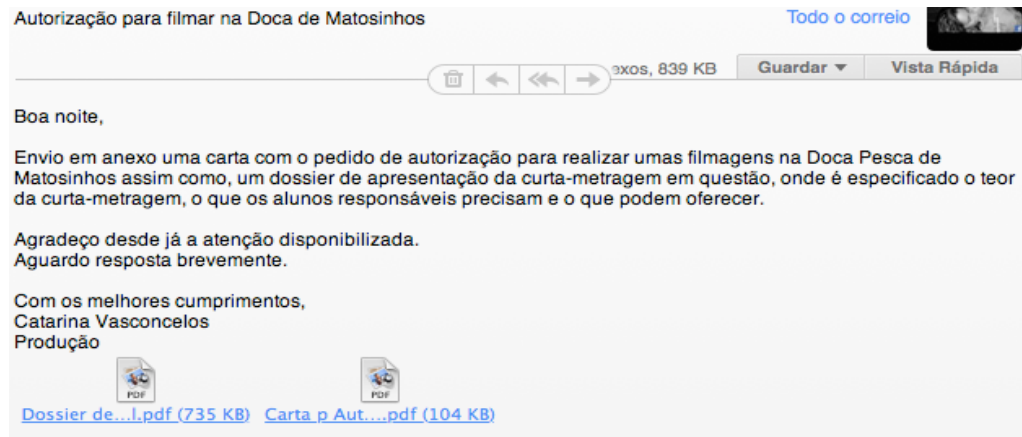 Autorização para filmar na Doca de Matosinhos
Todo o correio
exos, 839 KB
Guardar
Vista Rápida
Boa noite,
Envio em anexo uma carta com o pedido de autorização para realizar umas filmagens na Doca Pesca de
Matosinhos assim como, um dossier de apresentação da curta-metragem em questão, onde é especificado o teor
da curta-metragem, o que os alunos responsáveis precisam e o que podem oferecer.
Agradeço desde já a atenção disponibilizada.
Aguardo resposta brevemente.
Com os melhores cumprimentos,
Catarina Vasconcelos
Produção
PDF PDF
Dossier de...l.pdf (735 KB) Carta p Aut....pdf (104 KB)